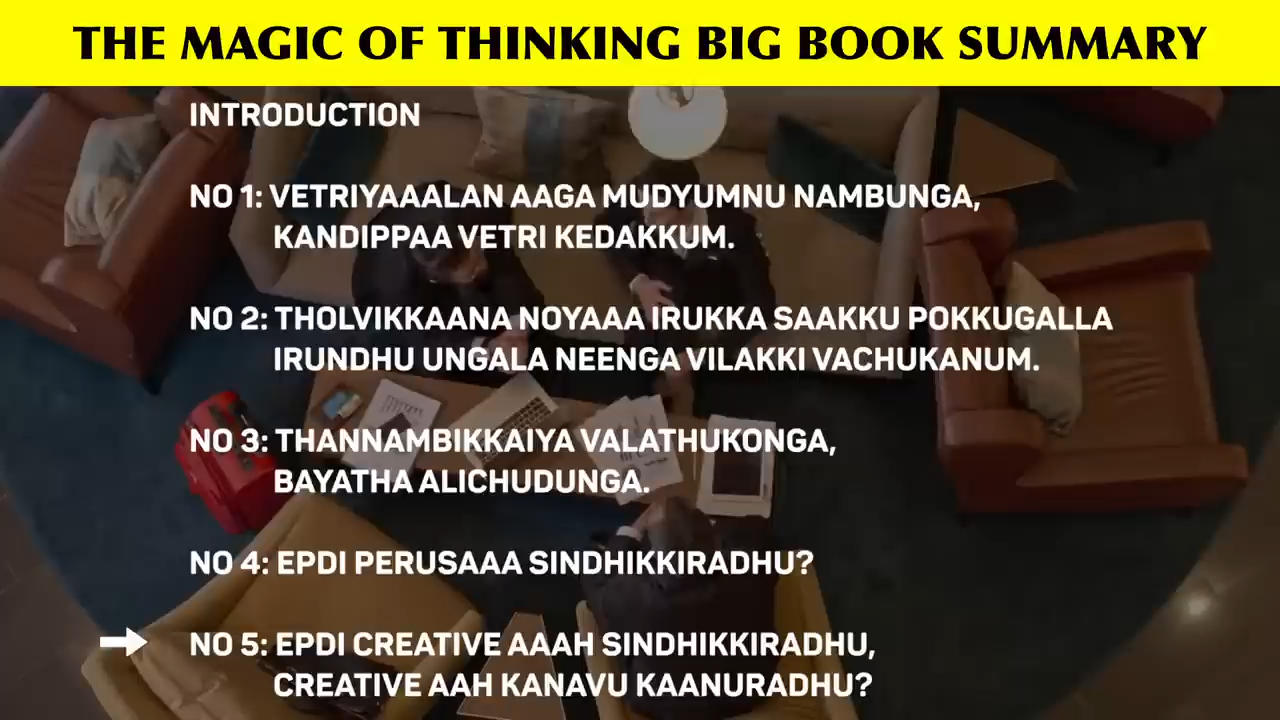 THE MAGIC OF THINKING BIG BOOK SUMMARY
INTRODUCTION
NO 1: VETRIYAAALAN AAGA MUDYUMNU NAMBUNGA,
KANDIPPAA VETRI KEDAKKUM.
NO 2: THOLVIKKAANA NOYAAA IRUKKA SAAKKU POKKUGALLA
IRUNDHU UNGALA NEENGA VILAKKI VACHUKANUM.
NO 3: THANNAMBIKKAIYA VALATHUKONGA,
BAYATHA ALICHUDUNGA.
NO 4: EPDI PERUSAAA SINDHIKKIRADHU?
NO 5: EPDI CREATIVE AAAH SINDHIKKIRADHU,
CREATIVE AAH KANAVU KAANURADHU?